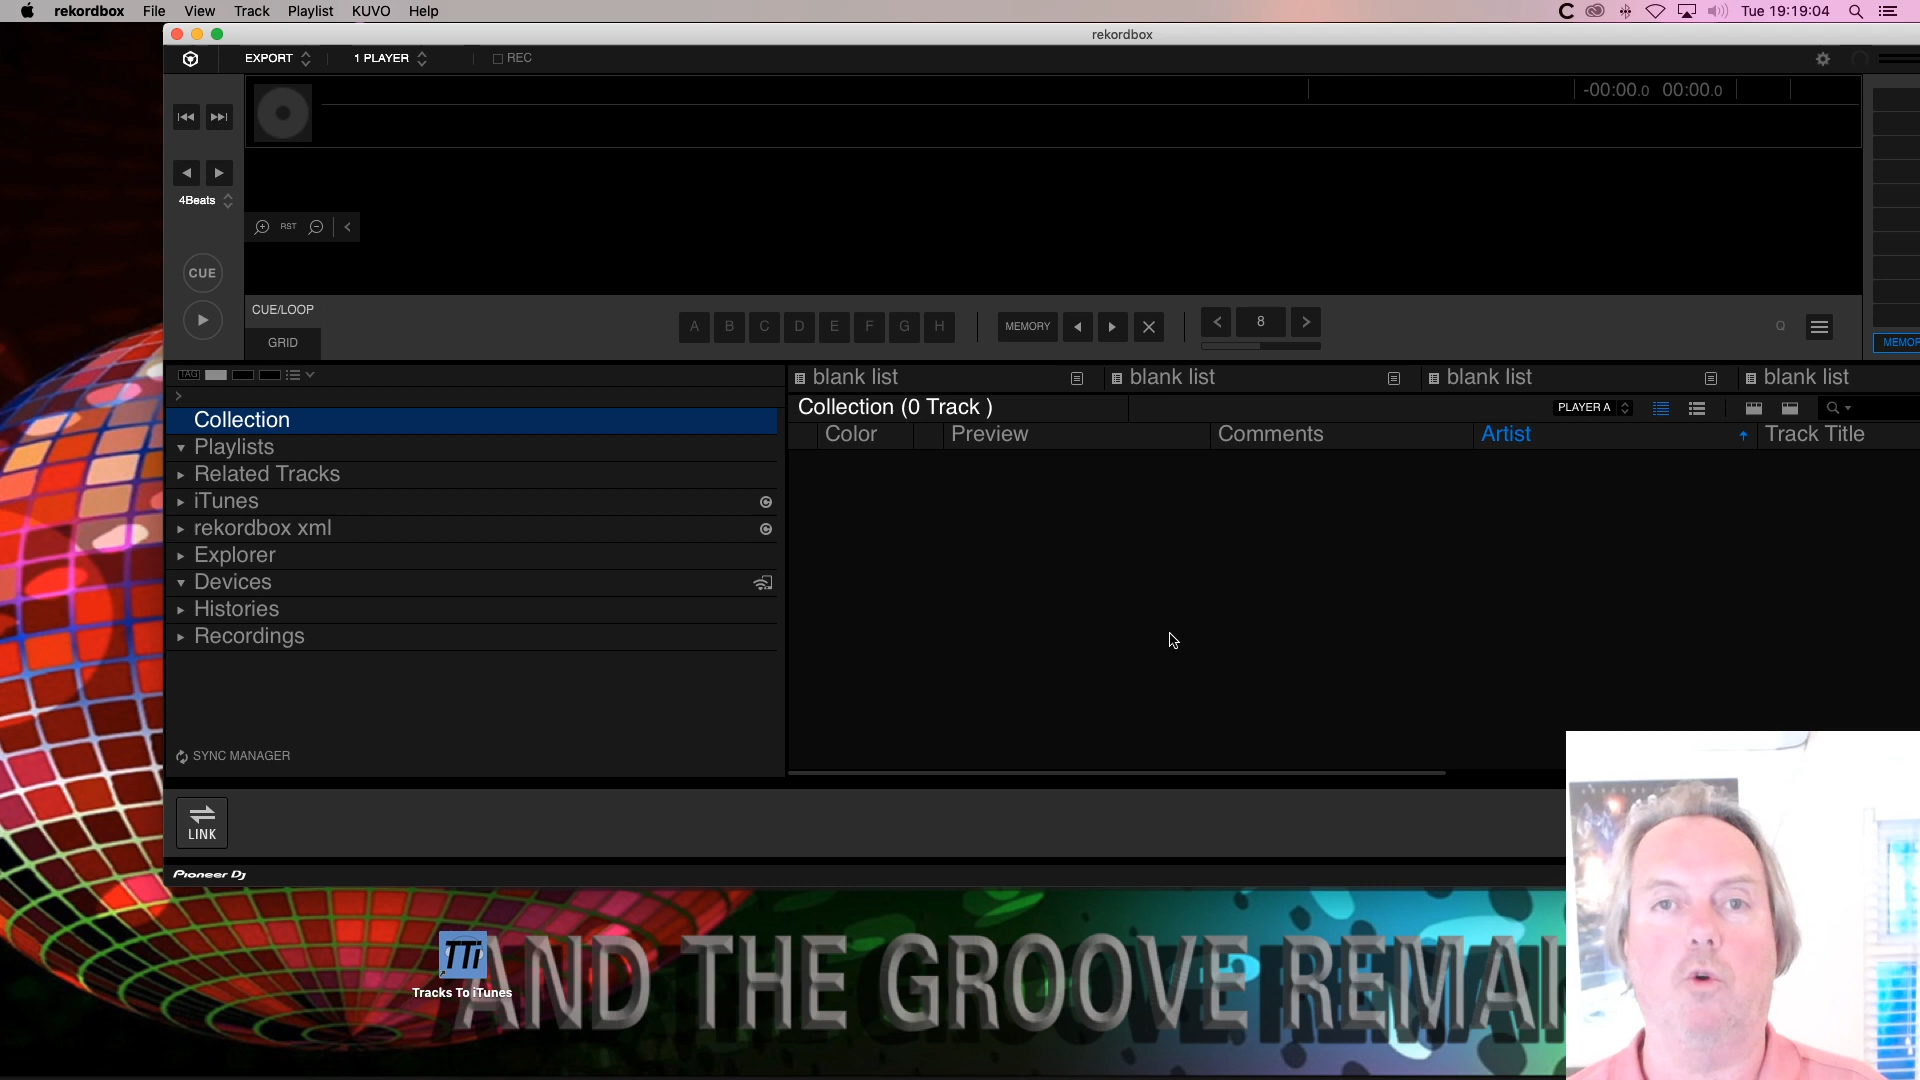 rekordbox File View Track Playlist KUVO Help Tue 19:19:04
rekordbox
EXPORT 1 PLAYER REC
-00:00.0 00:00.0
4Beats
RST
CUE
CUE/LOOP
GRID
A B C D E F G H MEMORY 8 Q
MEMOR
TAG
blank list blank list blank list blank list
Collection (0 Track )
PLAYER A
Color Preview Comments Artist Track Title
Collection
Playlists
Related Tracks
iTunes
rekordbox xml
Explorer
Devices
Histories
Recordings
SYNC MANAGER
LINK
Pioneer Dj
TTi
Tracks To iTunes
AND THE GROOVE REMAI